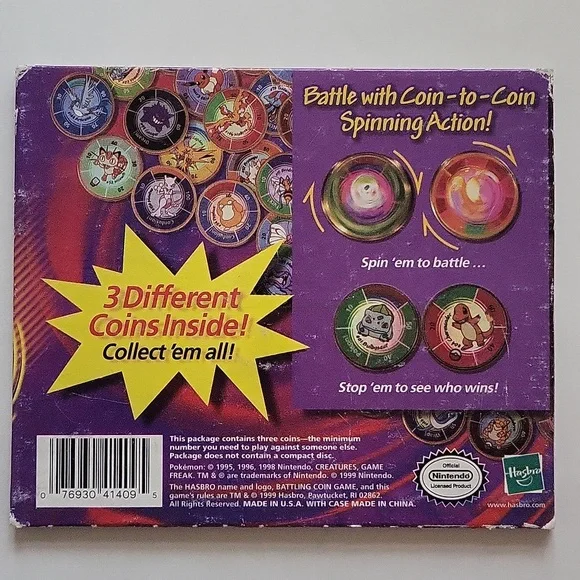 Battle with Coin-to-Coin
Spinning Action!
Spin 'em to battle ...
3 Different
Coins Inside!
Collect 'em all!
Stop 'em to see who wins!
This package contains three coins—the minimum
number you need to play against someone else.
Package does not contain a compact disc.
Pokémon: © 1995, 1996, 1998 Nintendo, CREATURES, GAME
FREAK. TM & ® are trademarks of Nintendo. © 1999 Nintendo.
The HASBRO name and logo, BATTLING COIN GAME, and this
game's rules are TM & © 1999 Hasbro, Pawtucket, RI 02862.
All Rights Reserved. MADE IN U.S.A. WITH CASE MADE IN CHINA.
0 76930 41409 5
Official
Nintendo
Licensed Product
Hasbro
www.hasbro.com